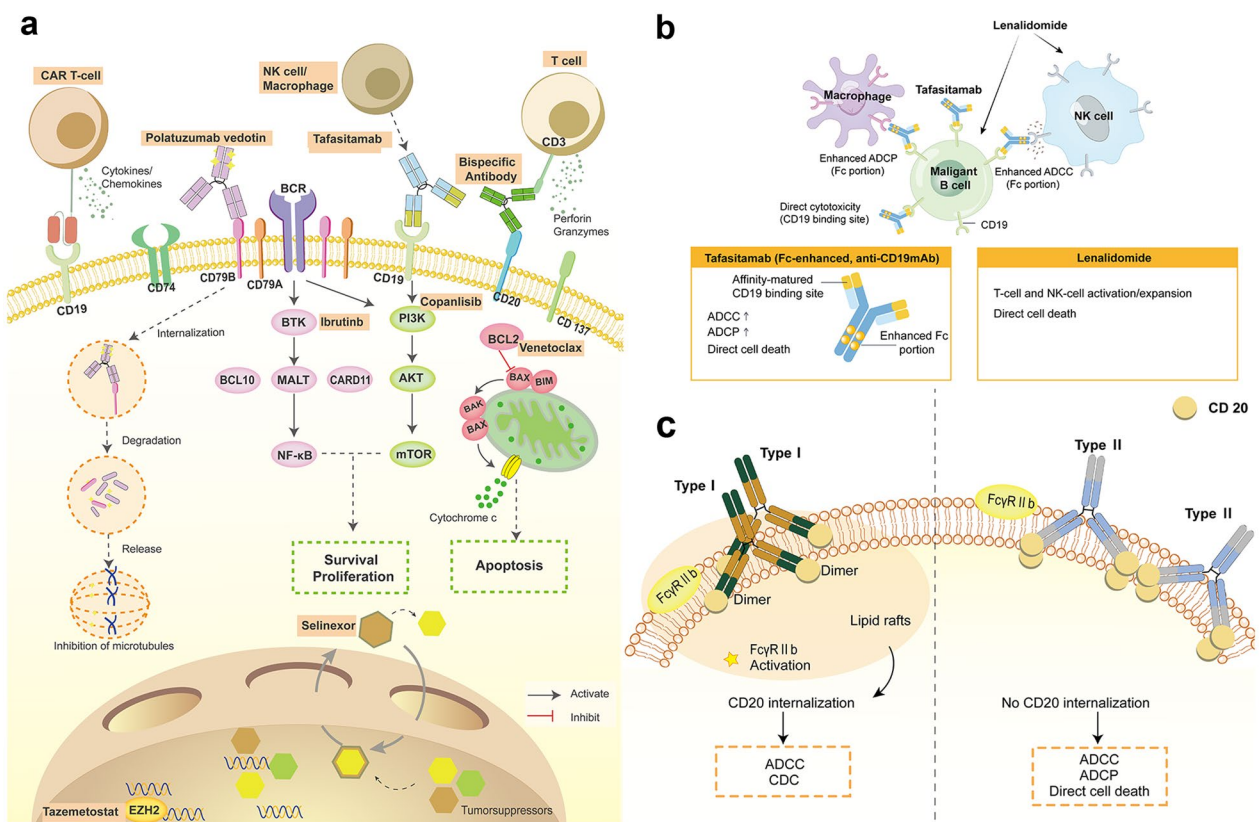 a
CAR T-cell
NK cell/
Macrophage
T cell
Polatuzumab vedotin
Tafasitamab
CD3
Bispecific
Antibody
Cytokines/
Chemokines
BCR
Perforin
Granzymes
CD19
CD74
CD79B
CD79A
CD19
CD20
CD 137
Internalization
BTK
Ibrutinb
Copanlisib
PI3K
BCL2
Venetoclax
BCL10
MALT
CARD11
AKT
BAX
BIM
BAK
BAX
Degradation
NF-κB
mTOR
Cytochrome c
Release
Survival
Proliferation
Apoptosis
Inhibition of microtubules
Selinexor
Activate
Inhibit
Tazemetostat
EZH2
Tumorsuppressors
b
Lenalidomide
Macrophage
Tafasitamab
NK cell
Enhanced ADCP
(Fc portion)
Maligant
B cell
Enhanced ADCC
(Fc portion)
Direct cytotoxicity
(CD19 binding site)
CD19
Tafasitamab (Fc-enhanced, anti-CD19mAb)
Affinity-matured
CD19 binding site
ADCC ↑
ADCP ↑
Direct cell death
Enhanced Fc
portion
Lenalidomide
T-cell and NK-cell activation/expansion
Direct cell death
c
CD 20
Type I
Type I
Type II
Type II
FcγR II b
FcγR II b
Dimer
Dimer
Lipid rafts
FcγR II b
Activation
CD20 internalization
ADCC
CDC
No CD20 internalization
ADCC
ADCP
Direct cell death